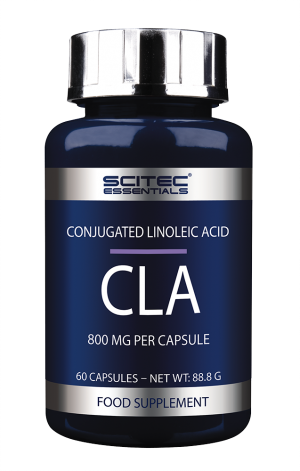 SCITEC®
ESSENTIALS
CONJUGATED LINOLEIC ACID
CLA
800 MG PER CAPSULE
60 CAPSULES – NET WT: 88.8 G
FOOD SUPPLEMENT